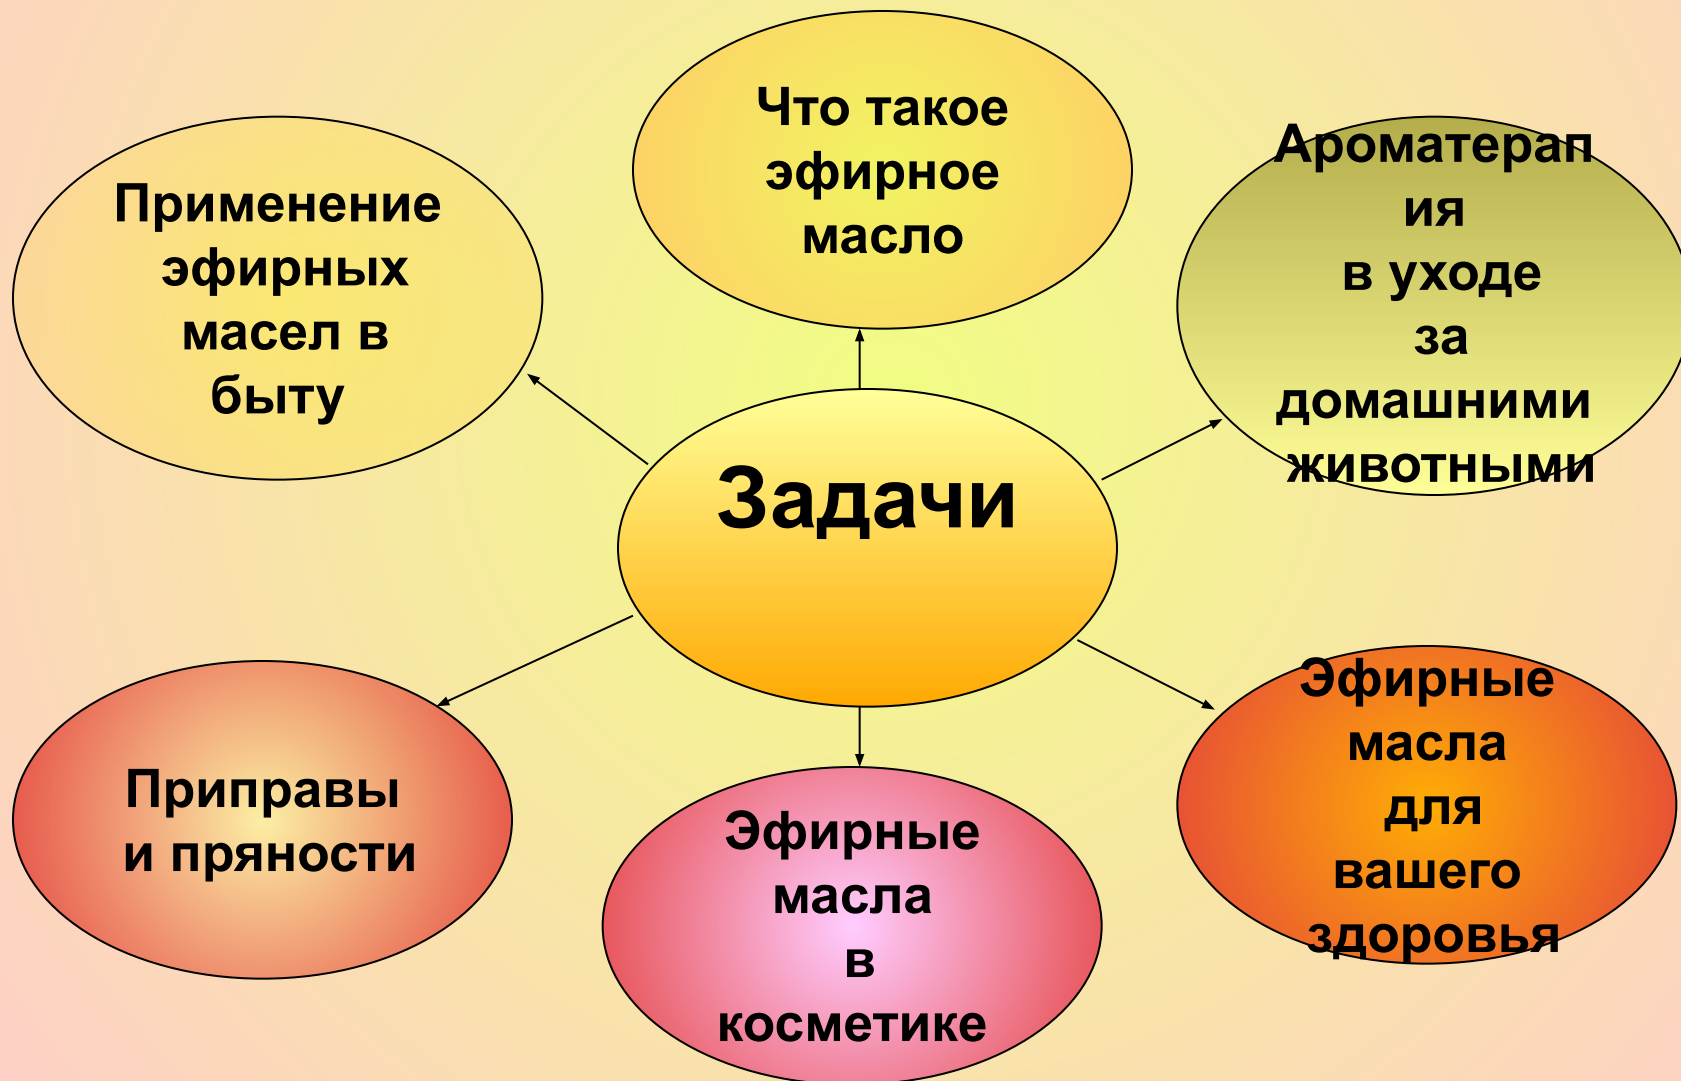 Что такое
эфирное
масло
Применение
эфирных
масел в
быту
Ароматерап
ия
в уходе
за
домашними
животными
Задачи
Приправы
и пряности
Эфирные
масла
в
косметике
Эфирные
масла
для
вашего
здоровья